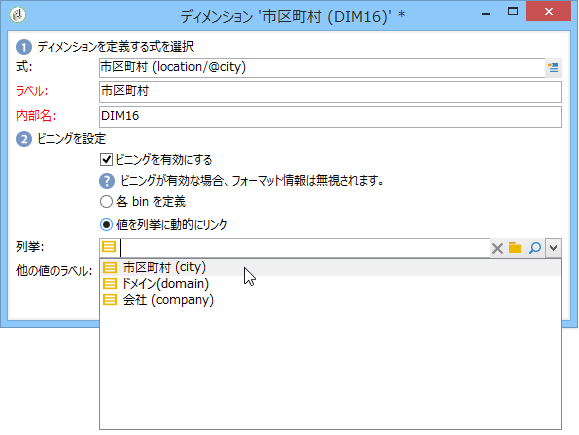 ディメンション '市区町村 (DIM16)' *
1 ディメンションを定義する式を選択
式: 市区町村 (location/@city)
ラベル: 市区町村
内部名: DIM16
2 ビニングを設定
ビニングを有効にする
? ビニングが有効な場合、フォーマット情報は無視されます。
各 bin を定義
値を列挙に動的にリンク
列挙:
他の値のラベル: 市区町村 (city)
ドメイン(domain)
会社 (company)